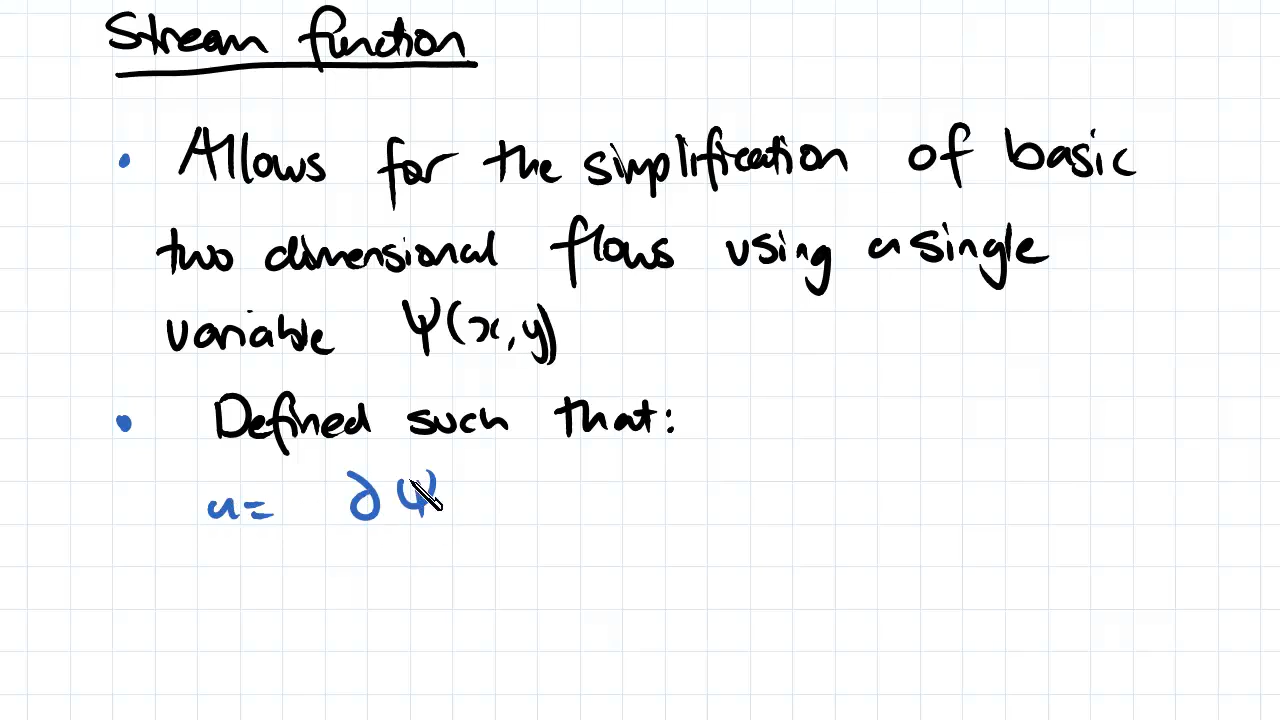 Stream function
• Allows for the simplification of basic
two dimensional flows using a single
variable Ψ(x,y)
• Defined such that:
u= ∂Ψ